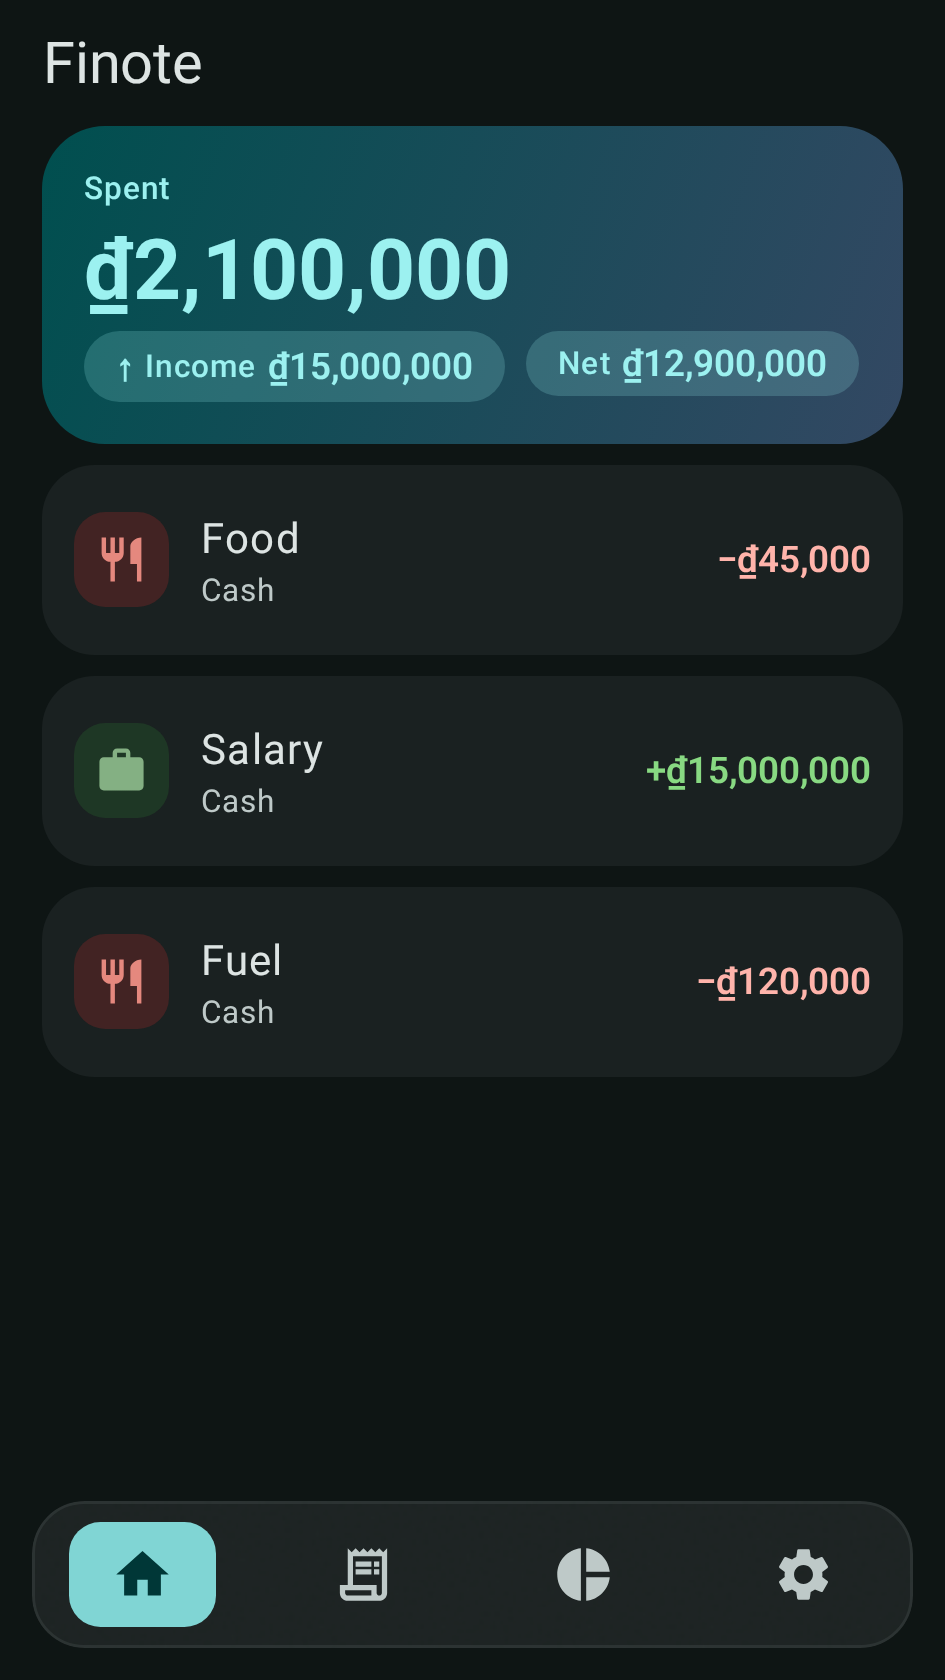 Finote
Spent
₫2,100,000
↑ Income ₫15,000,000
Net ₫12,900,000
Food
Cash
−₫45,000
Salary
Cash
+₫15,000,000
Fuel
Cash
−₫120,000